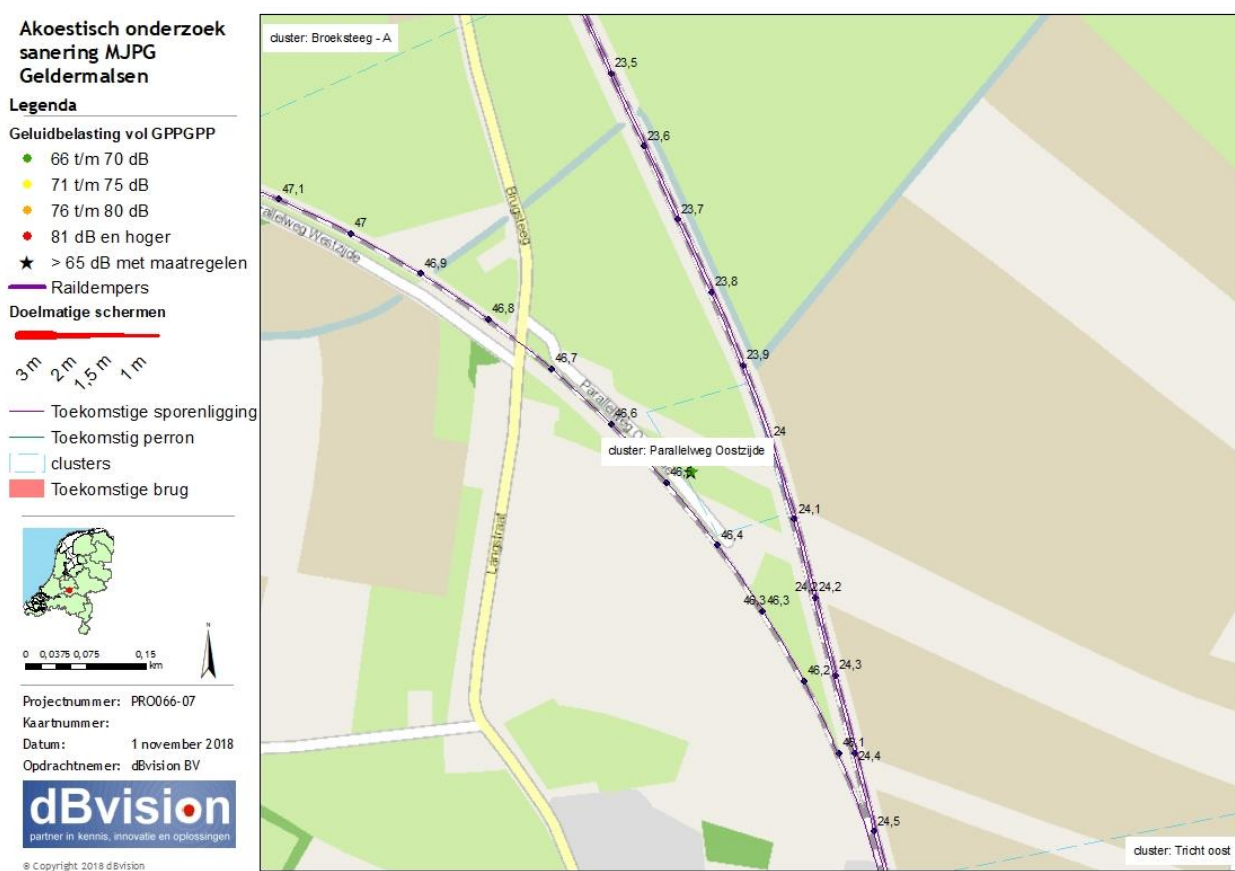 Akoestisch onderzoek
sanering MJPG
Geldermalsen
Legenda
Geluidbelasting vol GPPGPP
66 t/m 70 dB
71 t/m 75 dB
76 t/m 80 dB
81 dB en hoger
> 65 dB met maatregelen
Raildempers
Doelmatige schermen
3 m
2 m
1,5 m
1 m
Toekomstige sporenligging
Toekomstig perron
clusters
Toekomstige brug
N
0 0,0375 0,075 0,15
km
Projectnummer: PRO066-07
Kaartnummer:
Datum: 1 november 2018
Opdrachtnemer: dBvision BV
dBvision
partner in kennis, innovatie en oplossingen
© Copyright 2018 dBvision
cluster: Broeksteeg - A
23,5
23,6
23,7
23,8
23,9
24
24,1
24,2 24,2
24,3
24,4
24,5
47,1
47
46,9
46,8
46,7
46,6
46,5
46,4
46,3 46,3
46,2
46,1
allelweg Westzijde
Brugsteeg
Langstraat
Parallelweg O
cluster: Parallelweg Oostzijde
cluster: Tricht oost